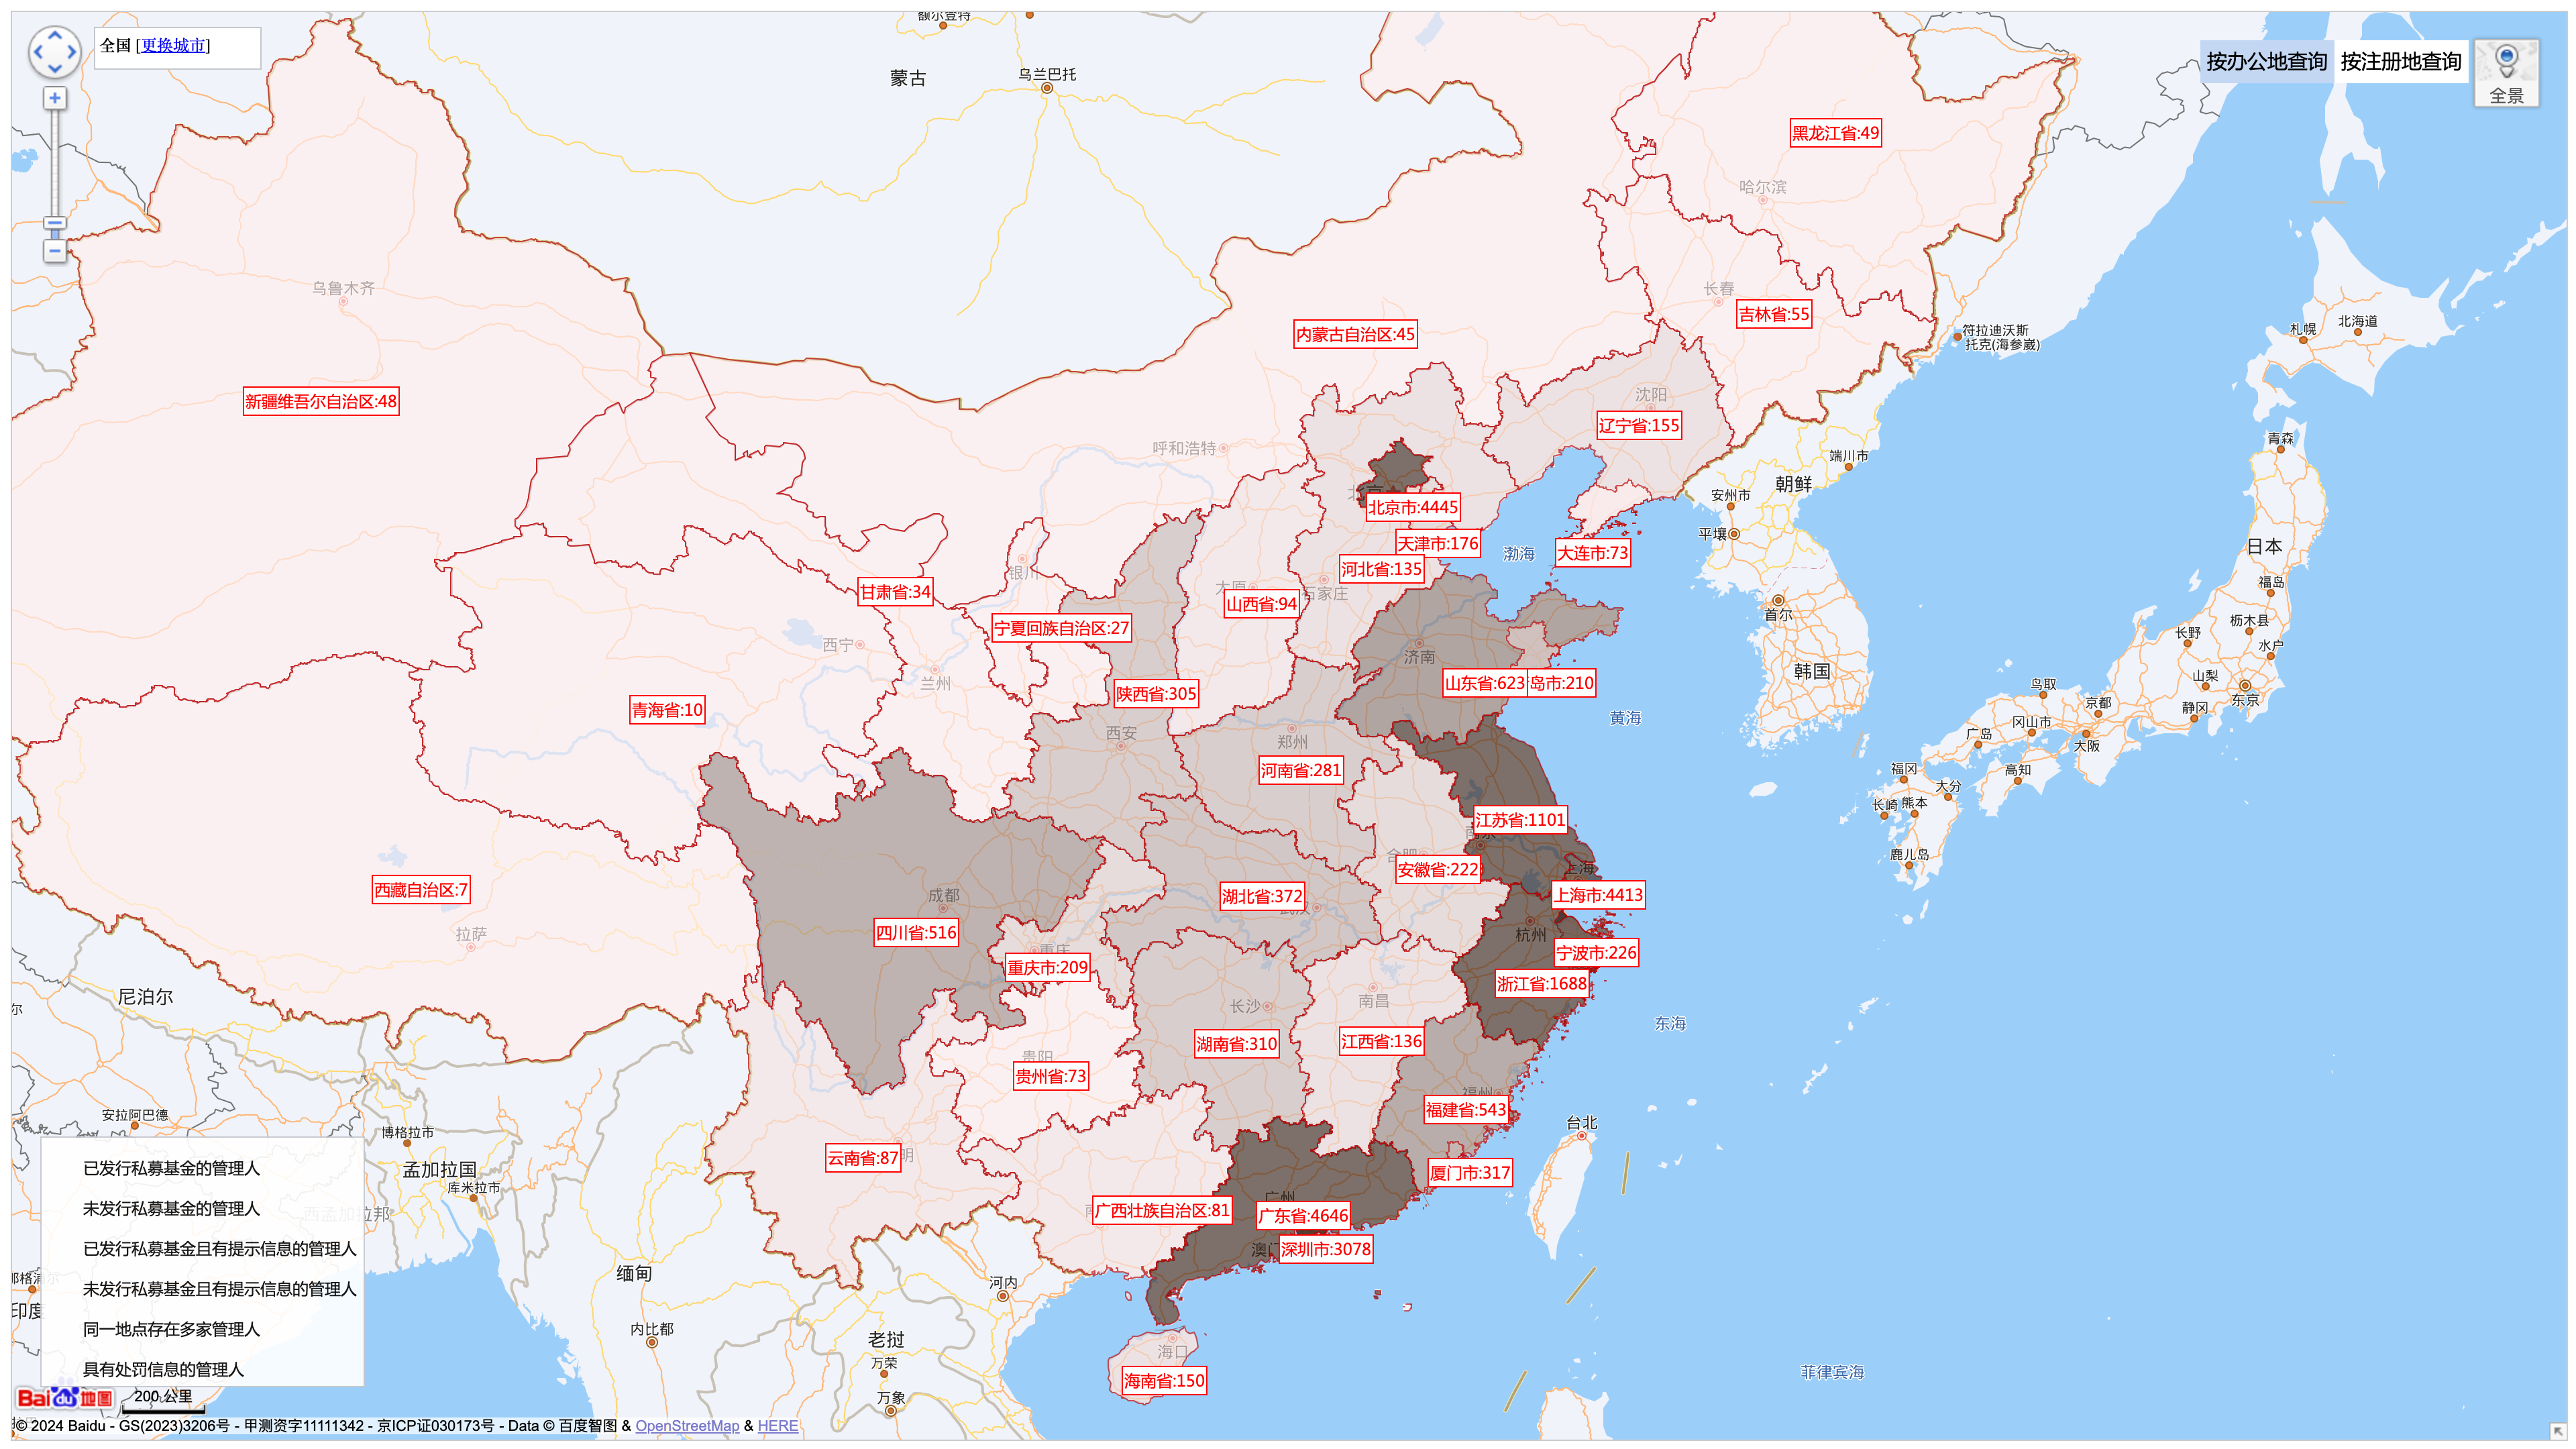 额尔登特
全国 [更换城市]
按办公地查询 按注册地查询
全景
蒙古
乌兰巴托
黑龙江省:49
哈尔滨
乌鲁木齐
长春
吉林省:55
内蒙古自治区:45
符拉迪沃斯
托克(海参崴)
札幌
北海道
新疆维吾尔自治区:48
沈阳
辽宁省:155
呼和浩特
青森
端川市
朝鲜
安州市
北京市:4445
平壤
天津市:176
渤海
大连市:73
日本
河北省:135
银川
甘肃省:34
太原
石家庄
山西省:94
福岛
首尔
宁夏回族自治区:27
栃木县
长野
水户
西宁
济南
韩国
兰州
山东省:623
岛市:210
陕西省:305
鸟取
山梨
东京
青海省:10
京都
静冈
黄海
冈山市
西安
郑州
广岛
大阪
河南省:281
福冈
高知
大分
长崎
熊本
江苏省:1101
合肥
鹿儿岛
安徽省:222
上海
西藏自治区:7
成都
湖北省:372
武汉
上海市:4413
拉萨
四川省:516
杭州
重庆
宁波市:226
重庆市:209
浙江省:1688
尼泊尔
尔
长沙
南昌
东海
湖南省:310
江西省:136
贵阳
贵州省:73
福州
福建省:543
安拉阿巴德
台北
博格拉市
云南省:87
明
孟加拉国
厦门市:317
库米拉市
西孟加拉邦
广西壮族自治区:81
广州
广东省:4646
深圳市:3078
缅甸
河内
印度
内比都
老挝
万荣
万象
海口
海南省:150
菲律宾海
已发行私募基金的管理人
未发行私募基金的管理人
已发行私募基金且有提示信息的管理人
未发行私募基金且有提示信息的管理人
同一地点存在多家管理人
具有处罚信息的管理人
Bai du 地图
200 公里
© 2024 Baidu - GS(2023)3206号 - 甲测资字11111342 - 京ICP证030173号 - Data © 百度智图 & OpenStreetMap & HERE